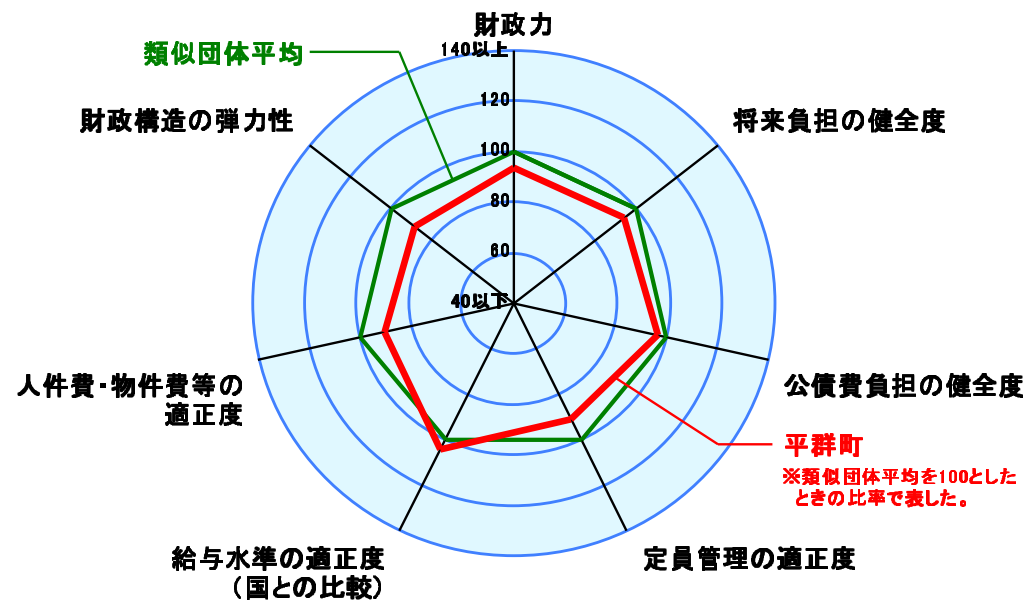 財政力
140以上
類似団体平均
120
財政構造の弾力性
将来負担の健全度
100
80
60
40以下
人件費・物件費等の
適正度
公債費負担の健全度
平群町
※類似団体平均を100とした
ときの比率で表した。
給与水準の適正度
（国との比較）
定員管理の適正度